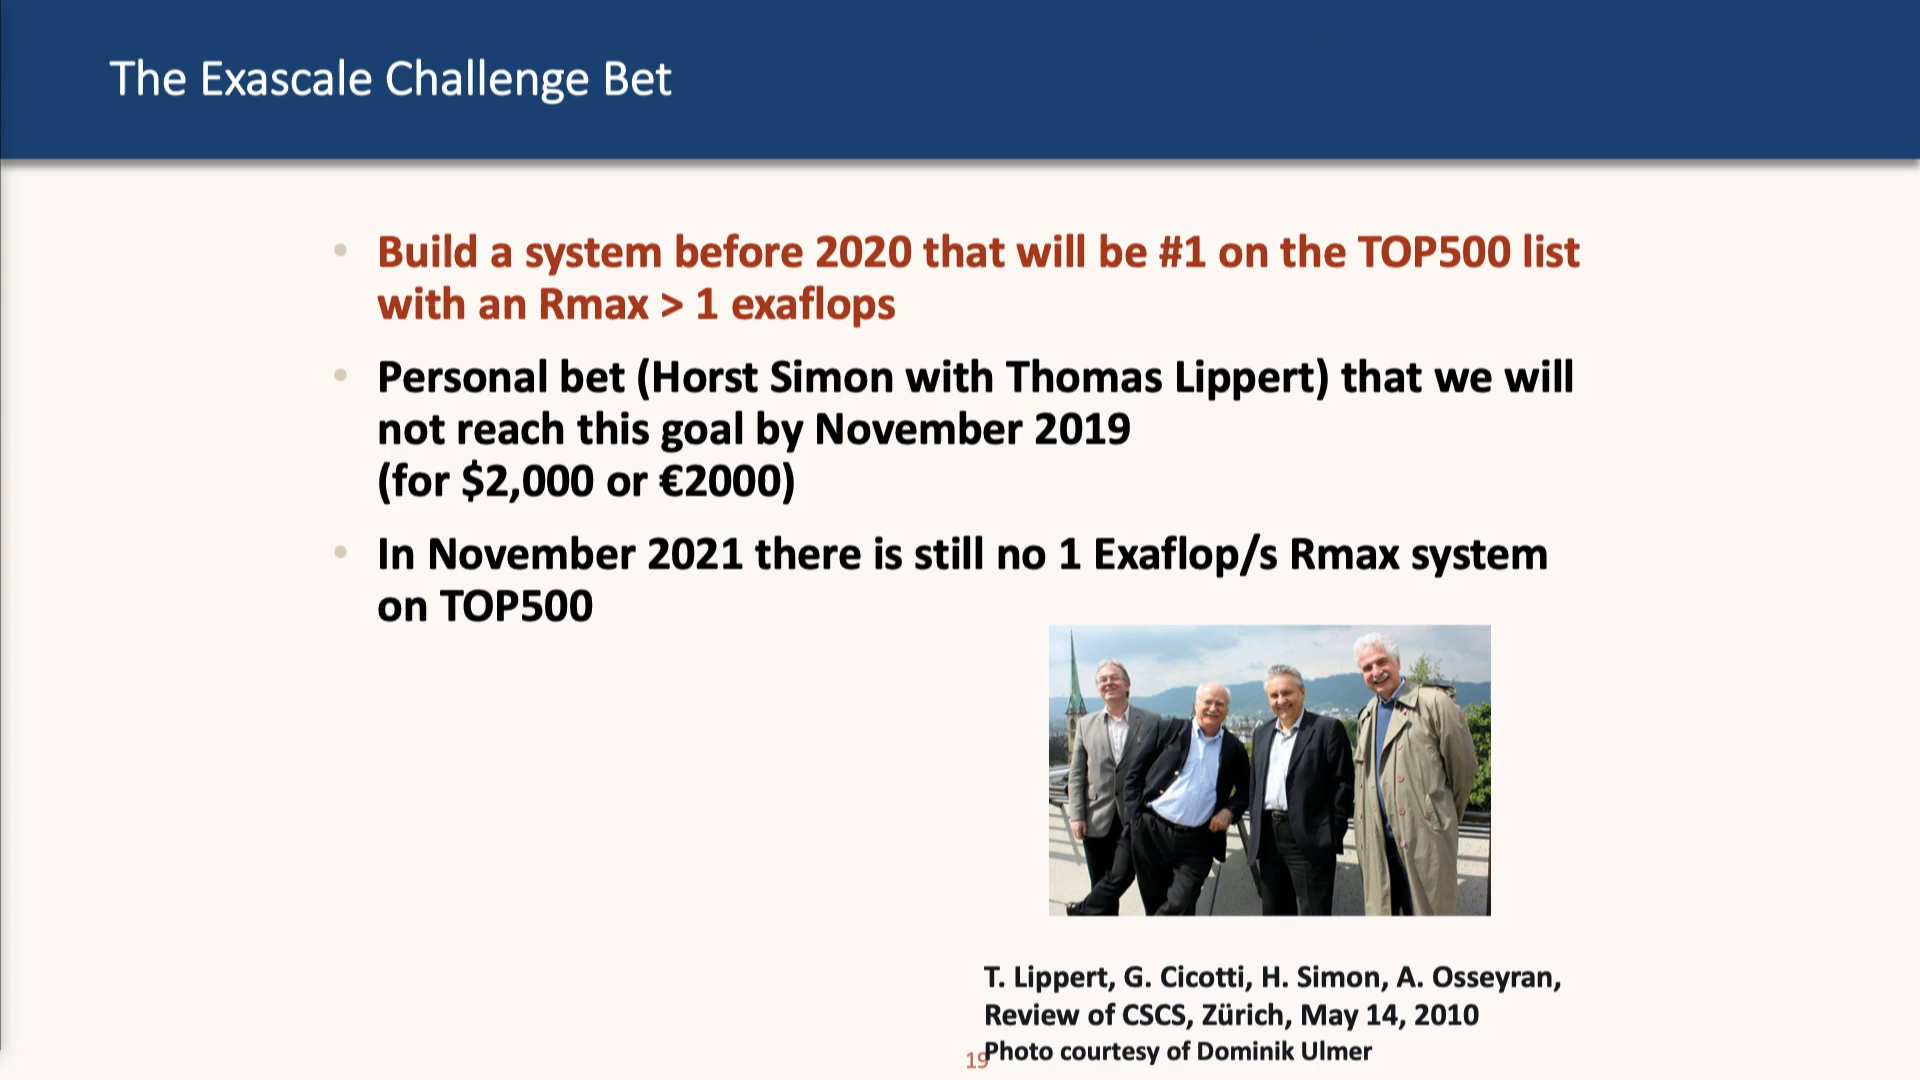 The Exascale Challenge Bet
• Build a system before 2020 that will be #1 on the TOP500 list
with an Rmax > 1 exaflops
• Personal bet (Horst Simon with Thomas Lippert) that we will
not reach this goal by November 2019
(for $2,000 or €2000)
• In November 2021 there is still no 1 Exaflop/s Rmax system
on TOP500
T. Lippert, G. Cicotti, H. Simon, A. Osseyran,
Review of CSCS, Zürich, May 14, 2010
Photo courtesy of Dominik Ulmer
19